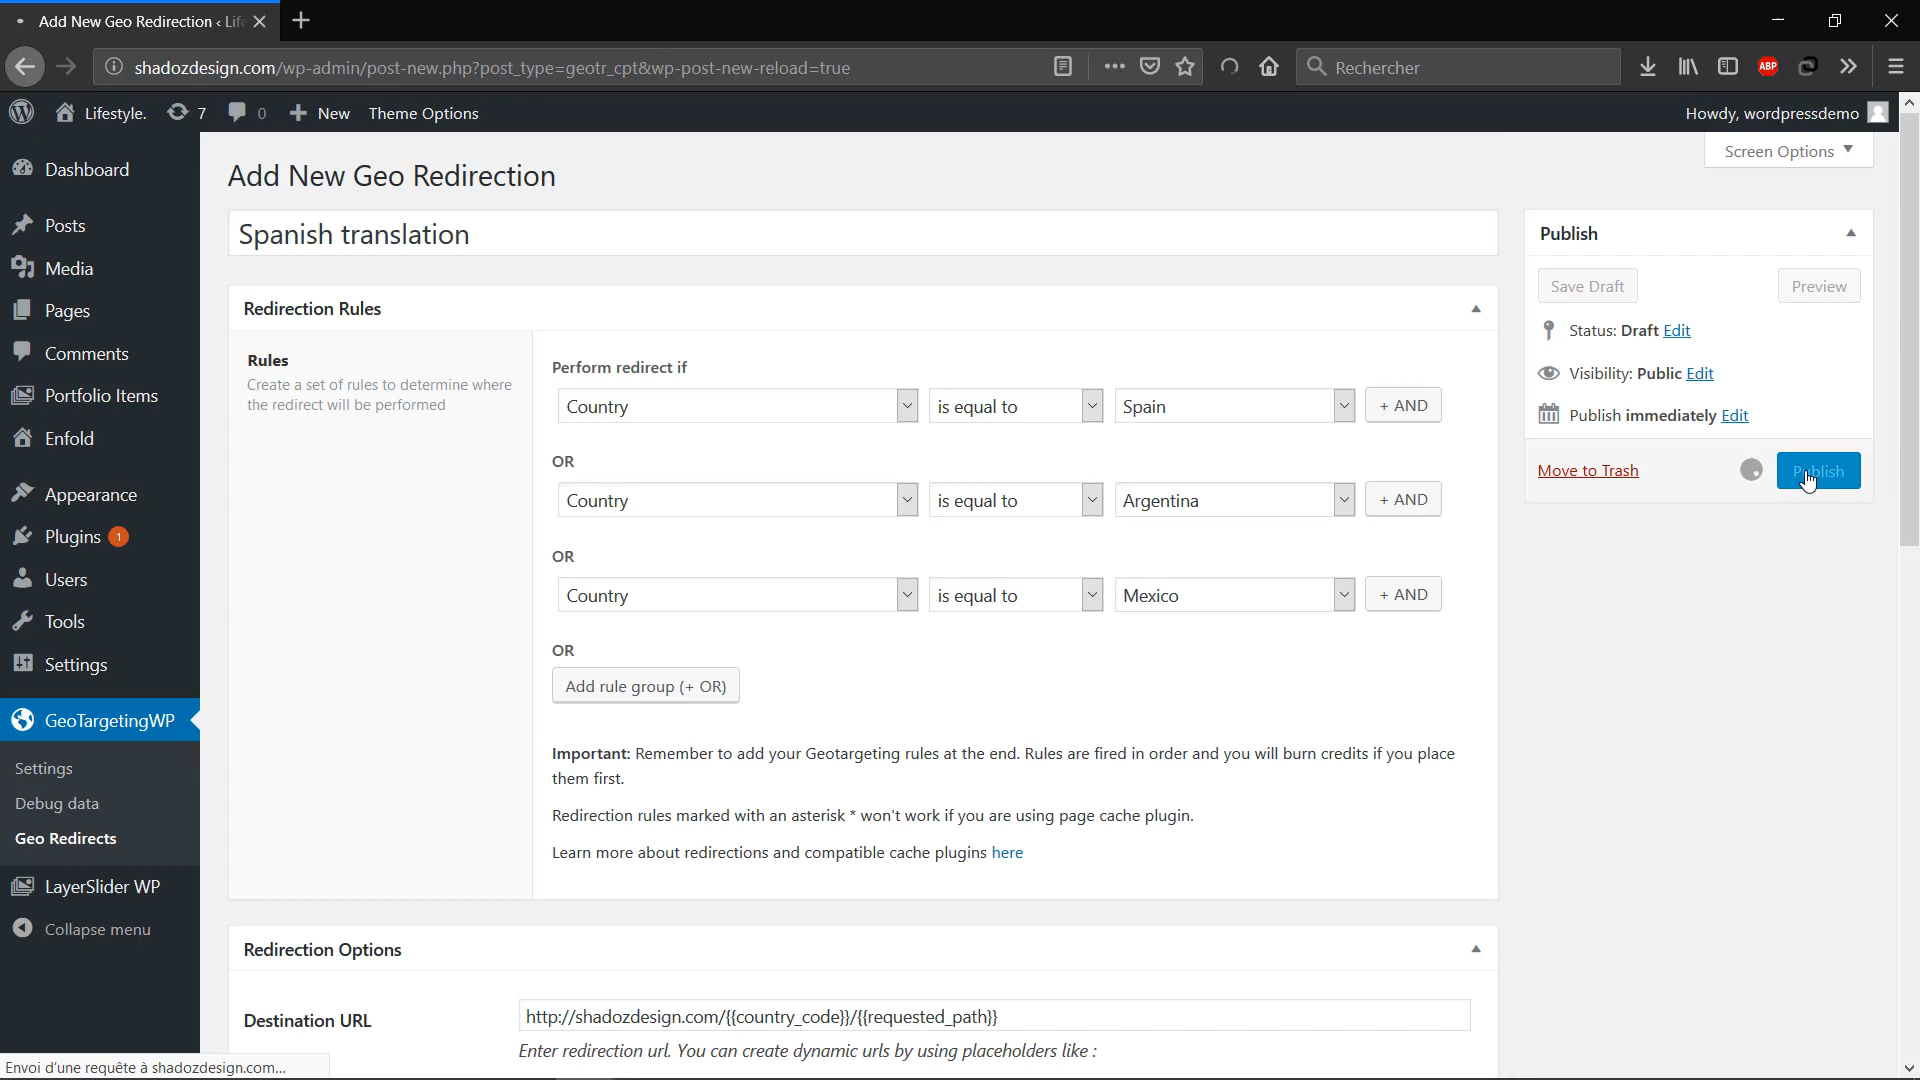 Add New Geo Redirection ‹ Life
shadozdesign.com/wp-admin/post-new.php?post_type=geotr_cpt&wp-post-new-reload=true
Rechercher
ABP
Lifestyle.
7
0
New
Theme Options
Howdy, wordpressdemo
Screen Options
Dashboard
Posts
Media
Pages
Comments
Portfolio Items
Enfold
Appearance
Plugins 1
Users
Tools
Settings
GeoTargetingWP
Settings
Debug data
Geo Redirects
LayerSlider WP
Collapse menu
Add New Geo Redirection
Spanish translation
Redirection Rules
Rules
Create a set of rules to determine where
the redirect will be performed
Perform redirect if
Country is equal to Spain + AND
OR
Country is equal to Argentina + AND
OR
Country is equal to Mexico + AND
OR
Add rule group (+ OR)
Important: Remember to add your Geotargeting rules at the end. Rules are fired in order and you will burn credits if you place
them first.
Redirection rules marked with an asterisk * won't work if you are using page cache plugin.
Learn more about redirections and compatible cache plugins here
Redirection Options
Destination URL
http://shadozdesign.com/{{country_code}}/{{requested_path}}
Enter redirection url. You can create dynamic urls by using placeholders like :
Publish
Save Draft
Preview
Status: Draft Edit
Visibility: Public Edit
Publish immediately Edit
Move to Trash
Publish
Envoi d'une requête à shadozdesign.com...